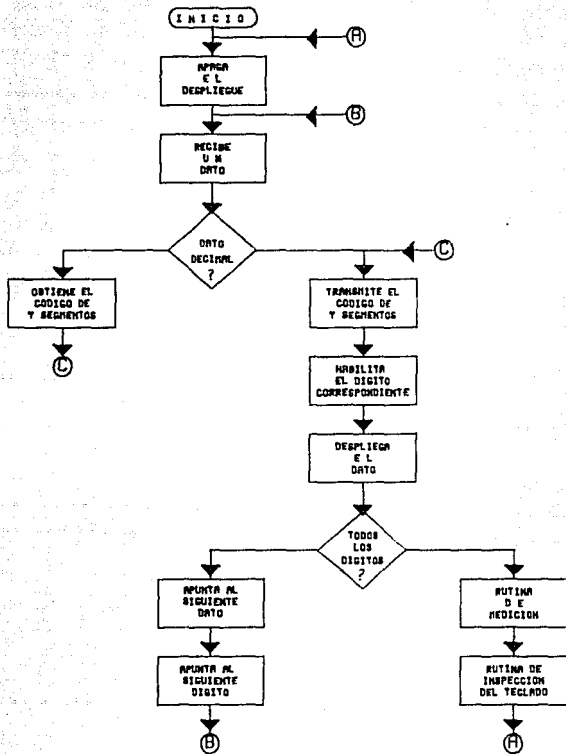 INICIO
A
APAGA
EL
DESPLIEGUE
B
RECIBE
UN
DATO
DATO
DECIMAL
?
C
OBTIENE EL
CODIGO DE
7 SEGMENTOS
C
TRANSMITE EL
CODIGO DE
7 SEGMENTOS
HABILITA
EL DIGITO
CORRESPONDIENTE
DESPLIEGA
EL
DATO
TODOS
LOS
DIGITOS
?
APUNTA AL
SIGUIENTE
DATO
RUTINA
DE
MEDICION
APUNTA AL
SIGUIENTE
DIGITO
RUTINA DE
INSPECCION
DEL TECLADO
B
A